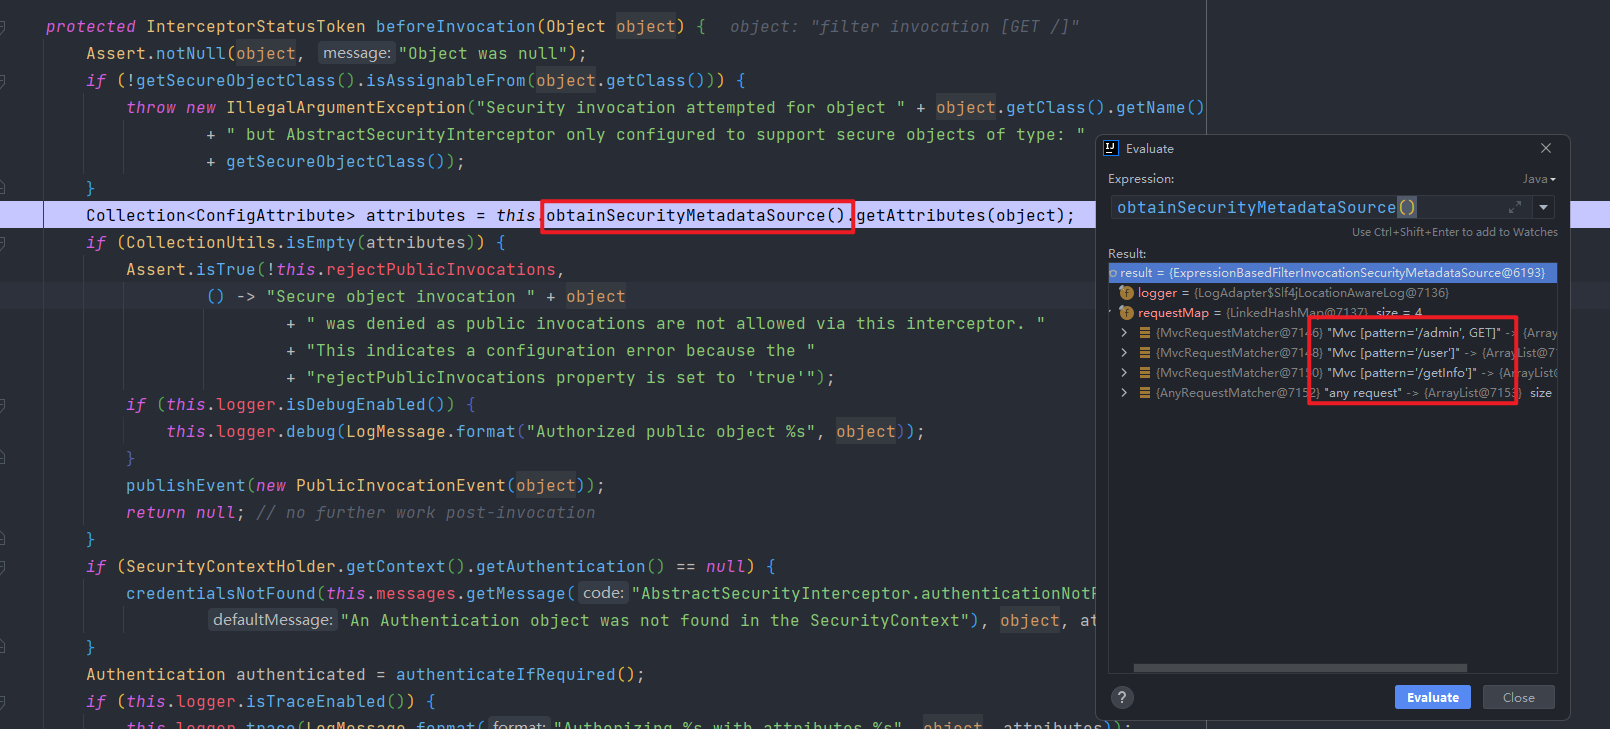 protected InterceptorStatusToken beforeInvocation(Object object) {  object: "filter invocation [GET /]"
Assert.notNull(object, message: "Object was null");
if (!getSecureObjectClass().isAssignableFrom(object.getClass())) {
throw new IllegalArgumentException("Security invocation attempted for object " + object.getClass().getName()
+ " but AbstractSecurityInterceptor only configured to support secure objects of type: "
+ getSecureObjectClass());
}
Collection<ConfigAttribute> attributes = this.obtainSecurityMetadataSource().getAttributes(object);
if (CollectionUtils.isEmpty(attributes)) {
Assert.isTrue(!this.rejectPublicInvocations,
() -> "Secure object invocation " + object
+ " was denied as public invocations are not allowed via this interceptor. "
+ "This indicates a configuration error because the "
+ "rejectPublicInvocations property is set to 'true'");
if (this.logger.isDebugEnabled()) {
this.logger.debug(LogMessage.format("Authorized public object %s", object));
}
publishEvent(new PublicInvocationEvent(object));
return null; // no further work post-invocation
}
if (SecurityContextHolder.getContext().getAuthentication() == null) {
credentialsNotFound(this.messages.getMessage( code: "AbstractSecurityInterceptor.authenticationNotF
defaultMessage: "An Authentication object was not found in the SecurityContext"), object, at
}
Authentication authenticated = authenticateIfRequired();
if (this.logger.isTraceEnabled()) {
this.logger.trace(LogMessage.format( format: "Authorizing %s with attributes %s", object, attributes));
Evaluate
Expression:
Java
obtainSecurityMetadataSource()
Use Ctrl+Shift+Enter to add to Watches
Result:
result = {ExpressionBasedFilterInvocationSecurityMetadataSource@6193}
logger = {LogAdapter$Slf4jLocationAwareLog@7136}
requestMap = {LinkedHashMap@7137} size = 4
{MvcRequestMatcher@7146} "Mvc [pattern='/admin', GET]" -> {Array
{MvcRequestMatcher@7148} "Mvc [pattern='/user']" -> {ArrayList@71
{MvcRequestMatcher@7150} "Mvc [pattern='/getInfo']" -> {ArrayList@
{AnyRequestMatcher@7152} "any request" -> {ArrayList@7153} size
?
Evaluate
Close